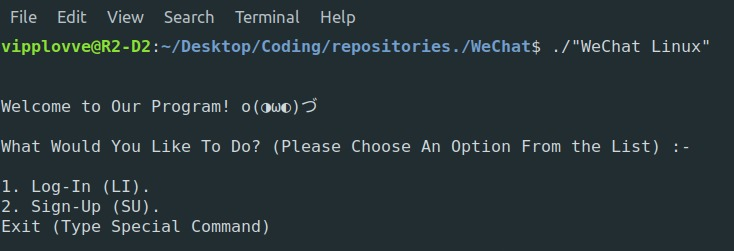 File Edit View Search Terminal Help
vipplovve@R2-D2:~/Desktop/Coding/repositories./WeChat$ ./"WeChat Linux"
Welcome to Our Program! o(◑ω◐)づ
What Would You Like To Do? (Please Choose An Option From the List) :-
1. Log-In (LI).
2. Sign-Up (SU).
Exit (Type Special Command)